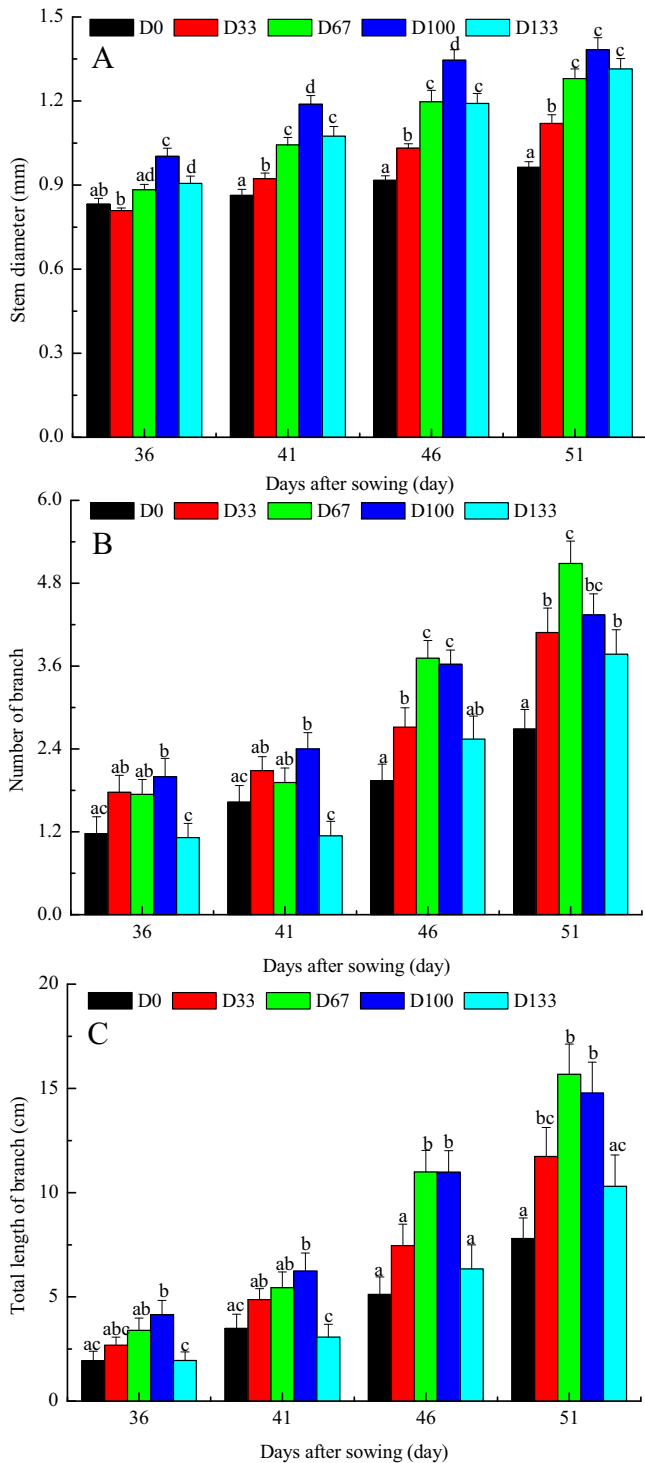 1.5
D0 D33 D67 D100 D133
A
d
c
c c
d
c c
1.2
c
c
b
c
b
d
ad
b
a
0.9
ab b
a
a
0.6
0.3
0.0
Stem diameter (mm)
36 41 46 51
Days after sowing (day)
6.0
D0 D33 D67 D100 D133
B
c
4.8
bc
b
b
c c
3.6
b
ab
a
b
2.4
b
ab
ab ab
ab
a
ac
ac
1.2
c
c
0.0
Number of branch
36 41 46 51
Days after sowing (day)
20
D0 D33 D67 D100 D133
C
b
b
15
bc
b b
ac
10
a
a
a
b
a
ab
ab
5
b
ac
ab
abc
c
ac
c
0
Total length of branch (cm)
36 41 46 51
Days after sowing (day)